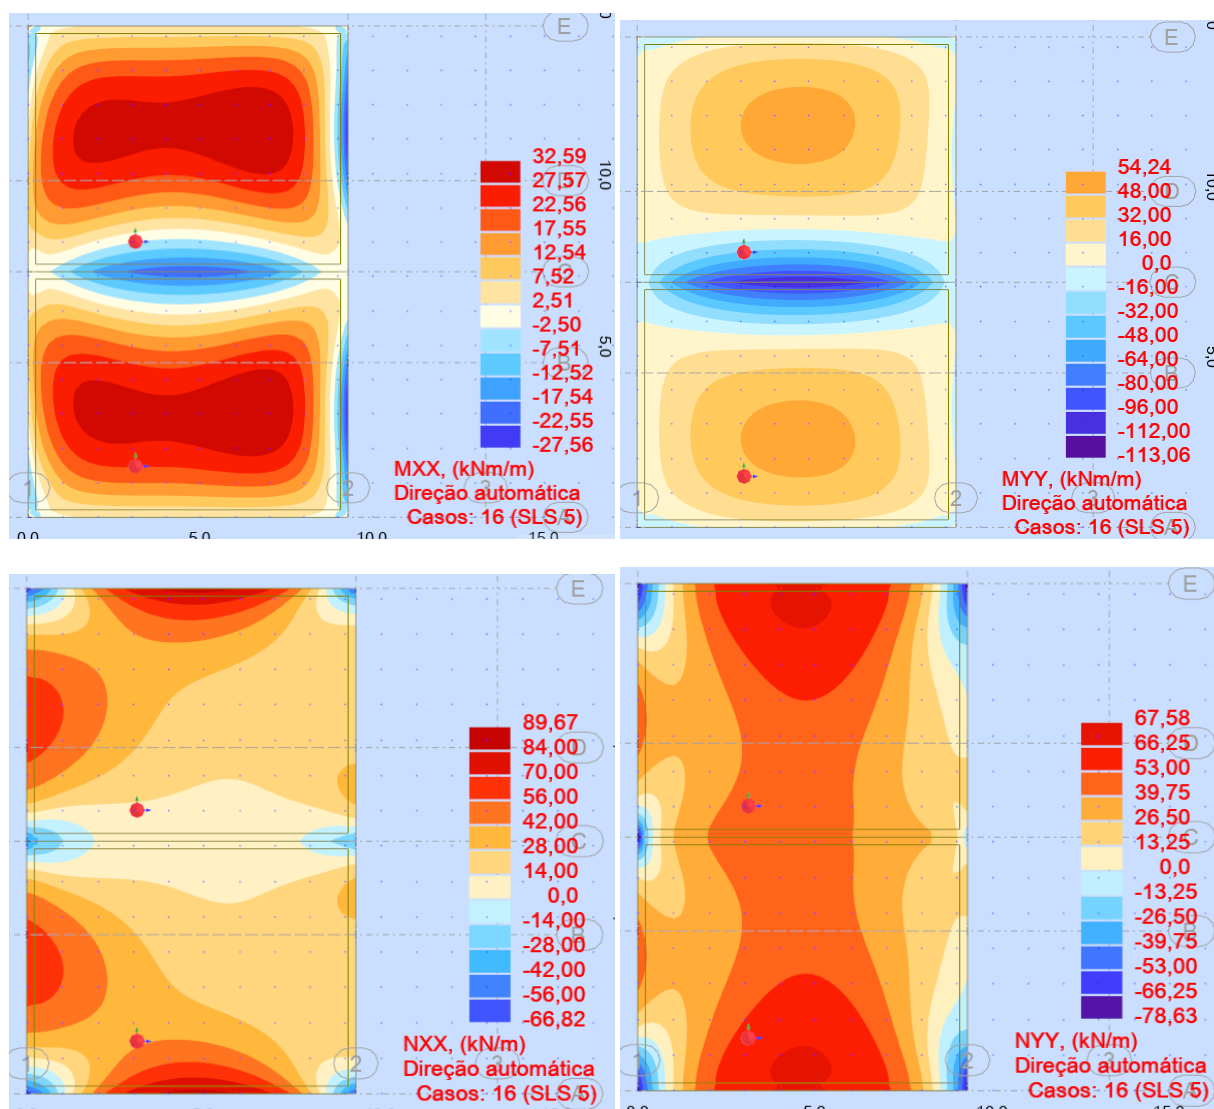 E
32,59
27,57
22,56
17,55
12,54
7,52
2,51
-2,50
-7,51
-12,52
-17,54
-22,55
-27,56
10,0
5,0
C
B
1
2
3
A
MXX, (kNm/m)
Direção automática
Casos: 16 (SLS 5)
0,0
5,0
10,0
15,0
E
54,24
48,00
32,00
16,00
0,0
-16,00
-32,00
-48,00
-64,00
-80,00
-96,00
-112,00
-113,06
10,0
5,0
D
C
B
1
2
3
A
MYY, (kNm/m)
Direção automática
Casos: 16 (SLS 5)
E
89,67
84,00
70,00
56,00
42,00
28,00
14,00
0,0
-14,00
-28,00
-42,00
-56,00
-66,82
D
C
B
1
2
3
A
NXX, (kN/m)
Direção automática
Casos: 16 (SLS 5)
E
67,58
66,25
53,00
39,75
26,50
13,25
0,0
-13,25
-26,50
-39,75
-53,00
-66,25
-78,63
D
C
B
1
2
3
A
NYY, (kN/m)
Direção automática
Casos: 16 (SLS 5)
0,0
5,0
10,0
15,0